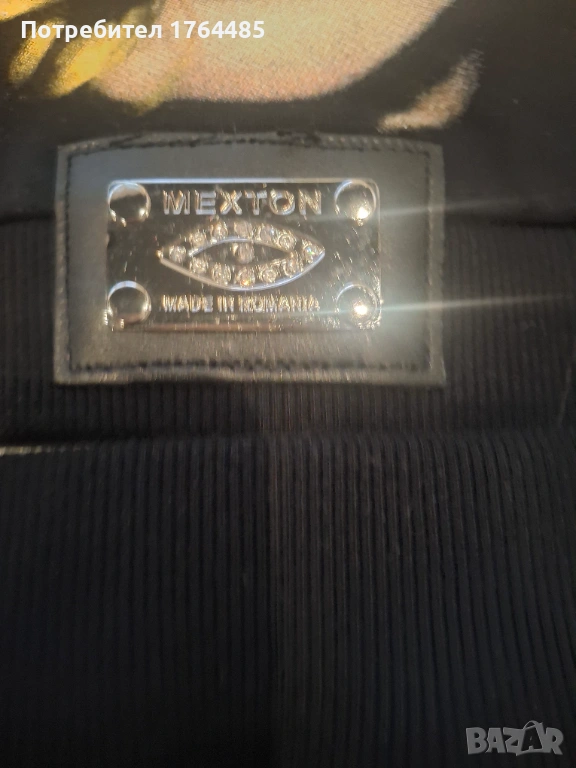 Потребител 1764485
MEXTON
MADE IN ROMANIA
BAZAR